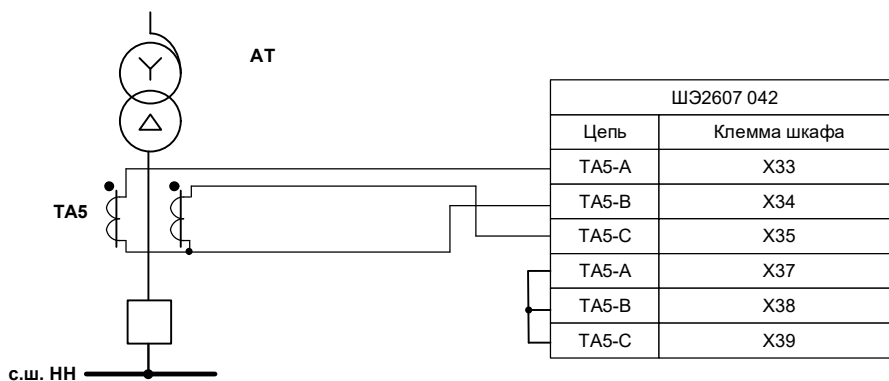 АТ
ШЭ2607 042
Цепь Клемма шкафа
ТА5-А Х33
ТА5-В Х34
ТА5
ТА5-С Х35
ТА5-А Х37
ТА5-В Х38
ТА5-С Х39
с.ш. НН